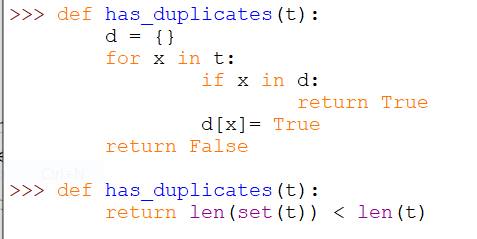 >>> def has_duplicates(t):
        d = {}
        for x in t:
                if x in d:
                        return True
                d[x]= True
        return False

>>> def has_duplicates(t):
        return len(set(t)) < len(t)